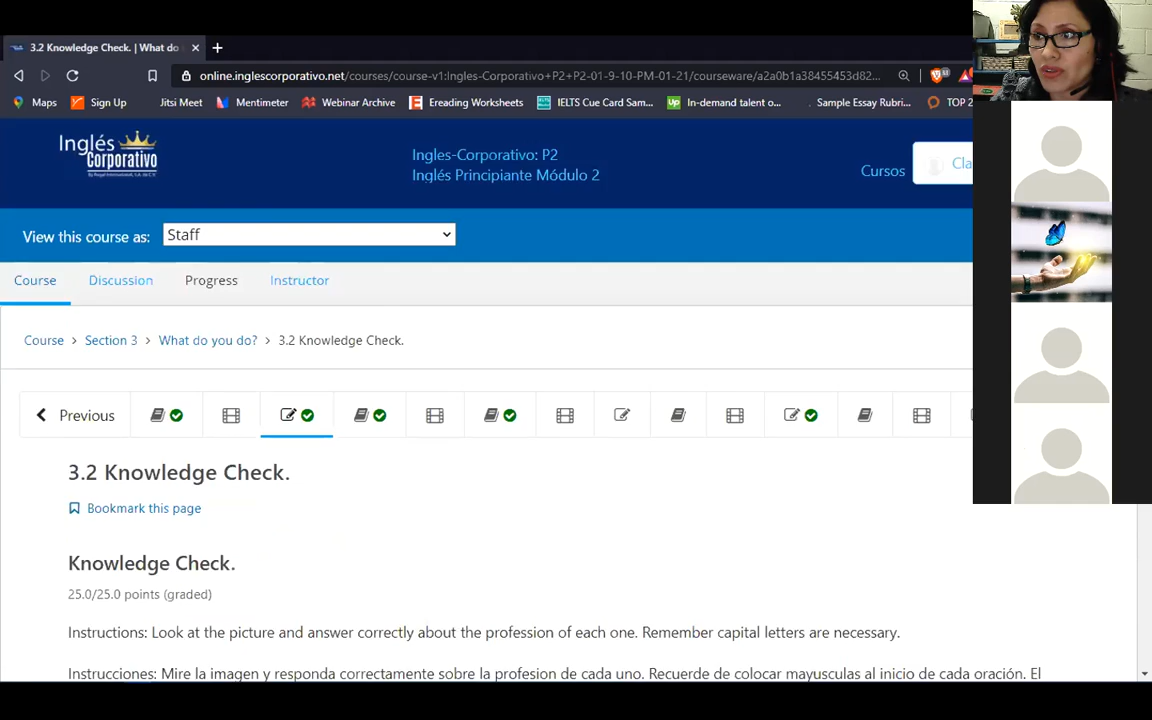 3.2 Knowledge Check. | What do
online.inglescorporativo.net/courses/course-v1:Ingles-Corporativo+P2+P2-01-9-10-PM-01-21/courseware/a2a0b1a38455453d82...
Maps Sign Up Jitsi Meet Mentimeter Webinar Archive Ereading Worksheets IELTS Cue Card Sam... In-demand talent o... Sample Essay Rubri... TOP 2
Inglés
Corporativo
Ingles-Corporativo: P2
Inglés Principiante Módulo 2
Cursos
Cla
View this course as: Staff
Course Discussion Progress Instructor
Course > Section 3 > What do you do? > 3.2 Knowledge Check.
Previous
3.2 Knowledge Check.
Bookmark this page
Knowledge Check.
25.0/25.0 points (graded)
Instructions: Look at the picture and answer correctly about the profession of each one. Remember capital letters are necessary.
Instrucciones: Mire la imagen y responda correctamente sobre la profesion de cada uno. Recuerde de colocar mayusculas al inicio de cada oración. El